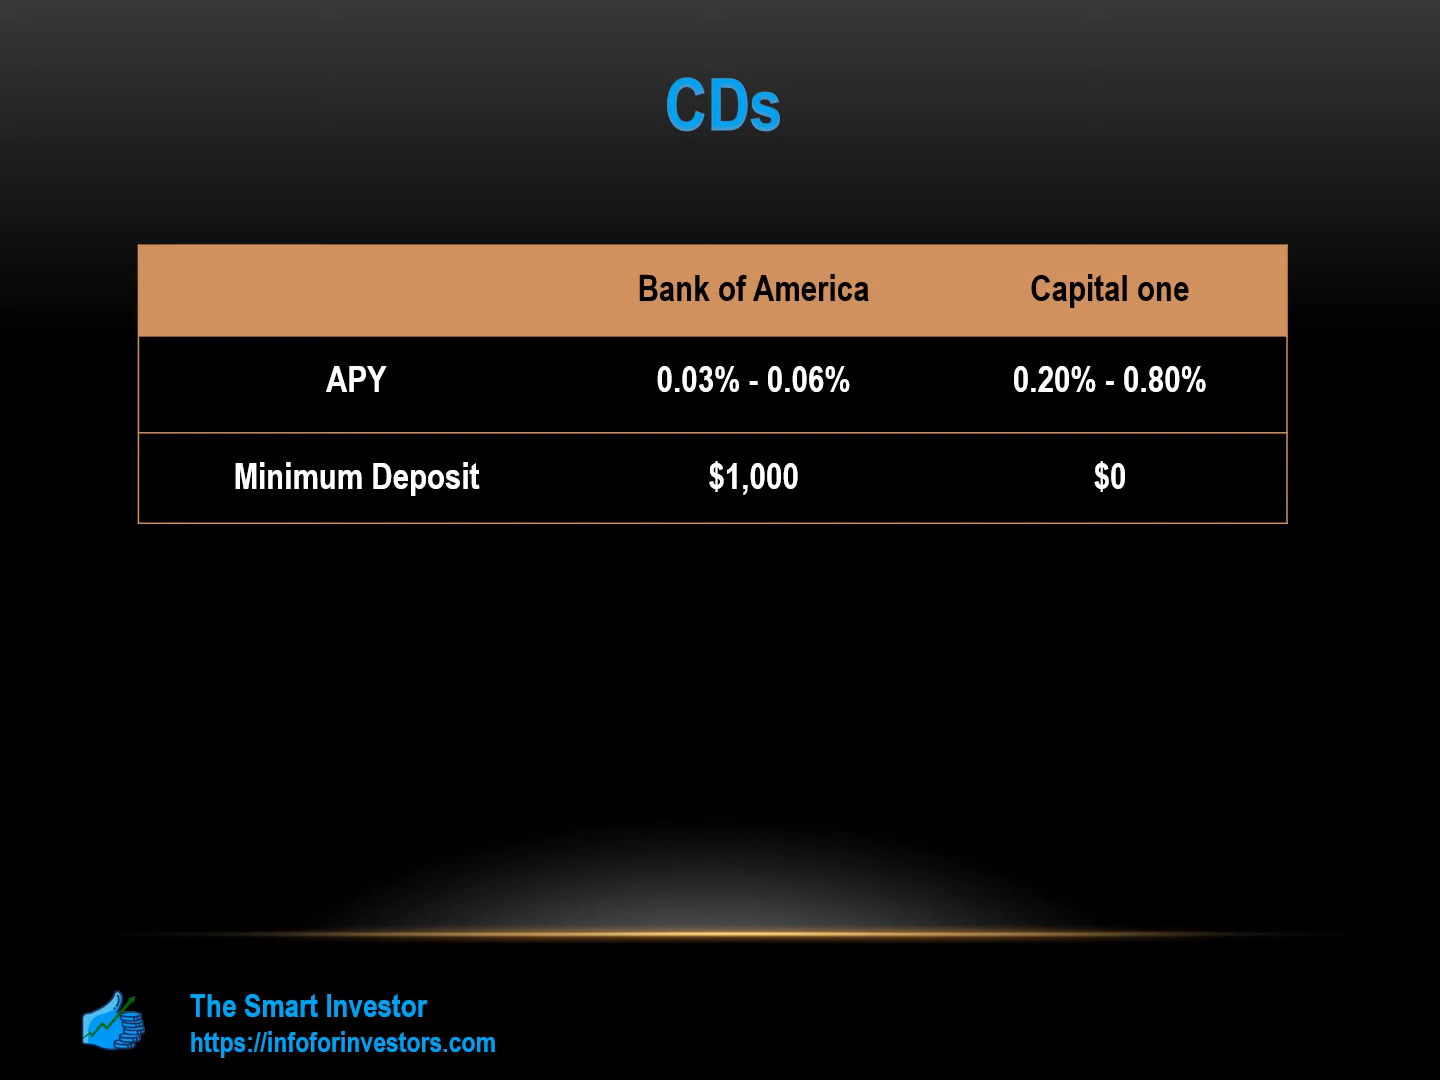 CDs
Bank of America Capital one
APY 0.03% - 0.06% 0.20% - 0.80%
Minimum Deposit $1,000 $0
The Smart Investor
https://infoforinvestors.com